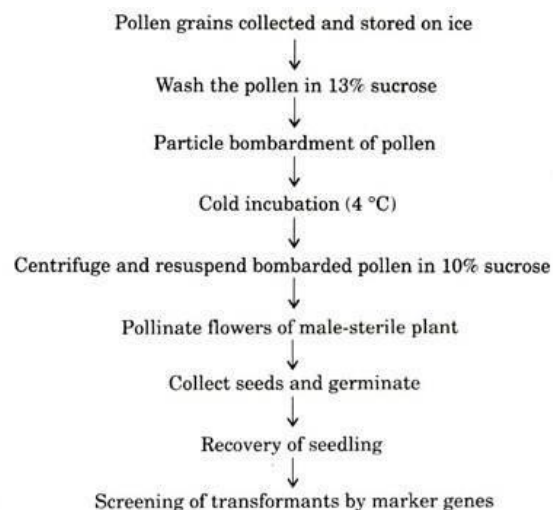 Pollen grains collected and stored on ice
Wash the pollen in 13% sucrose
Particle bombardment of pollen
Cold incubation (4 °C)
Centrifuge and resuspend bombarded pollen in 10% sucrose
Pollinate flowers of male-sterile plant
Collect seeds and germinate
Recovery of seedling
Screening of transformants by marker genes